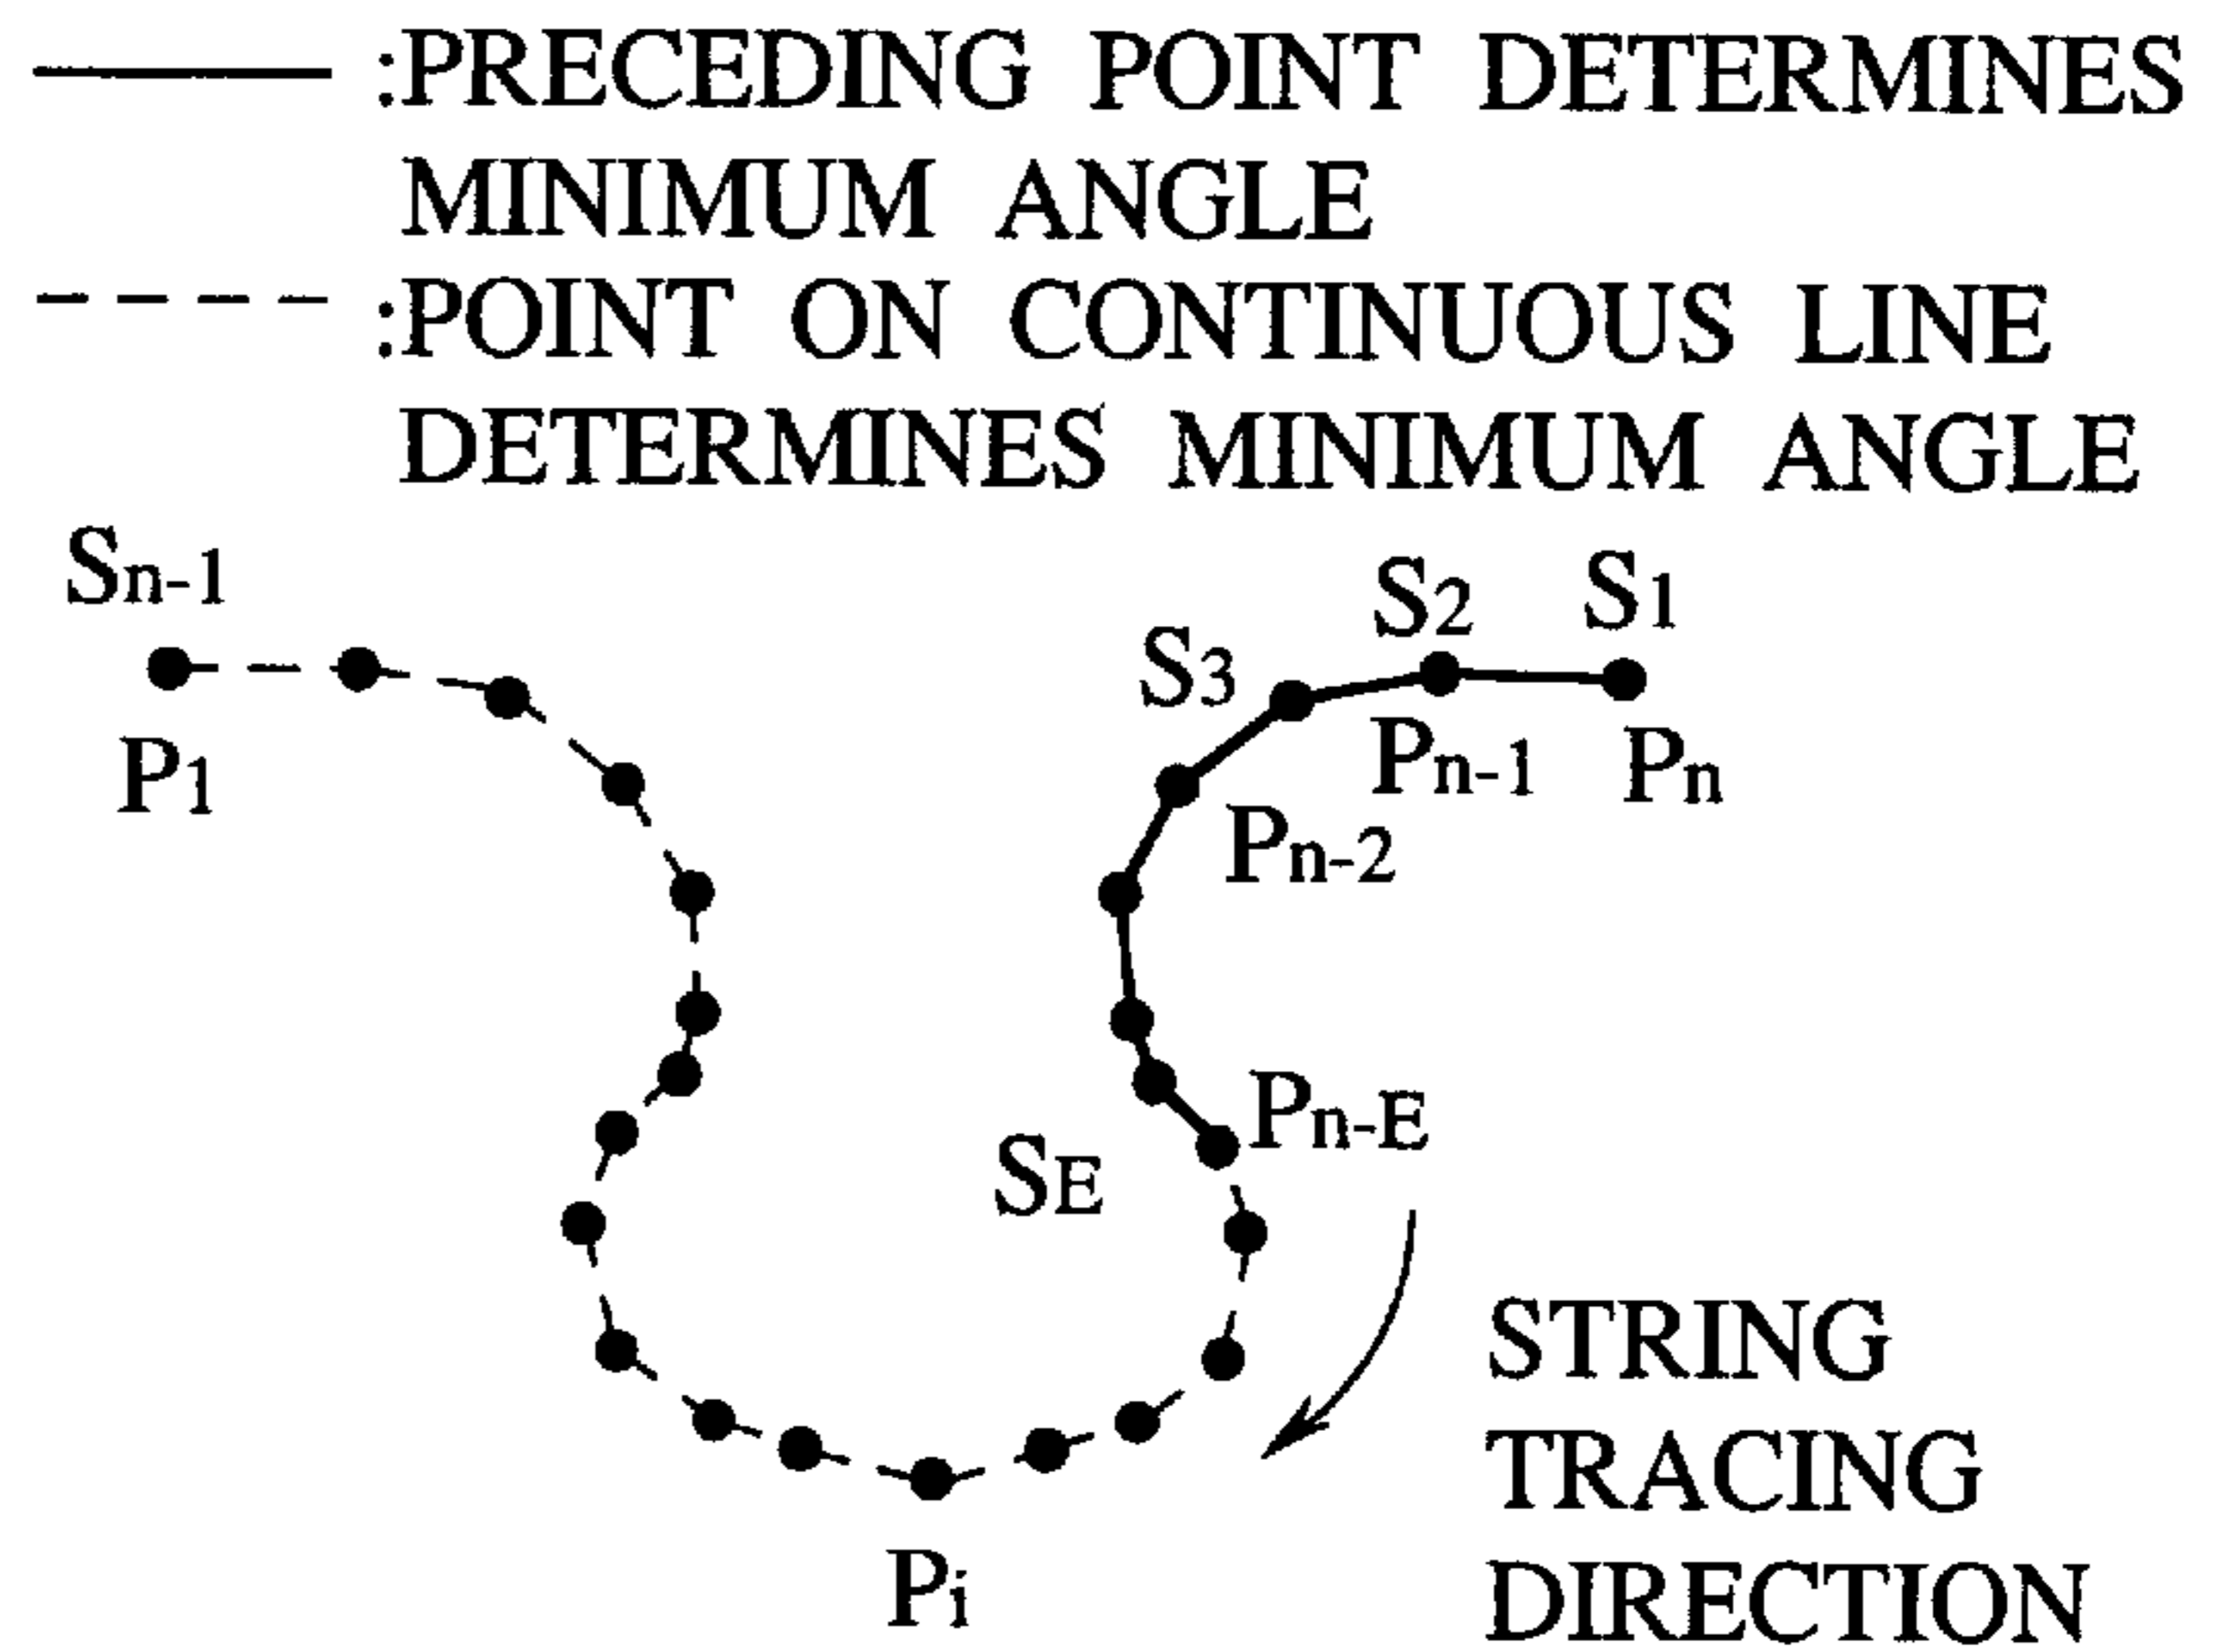 :PRECEDING POINT DETERMINES
MINIMUM ANGLE
:POINT ON CONTINUOUS LINE
DETERMINES MINIMUM ANGLE
Sn-1
S1
S2
S3
P1
Pn
Pn-1
Pn-2
Pn-E
SE
STRING
TRACING
DIRECTION
Pi